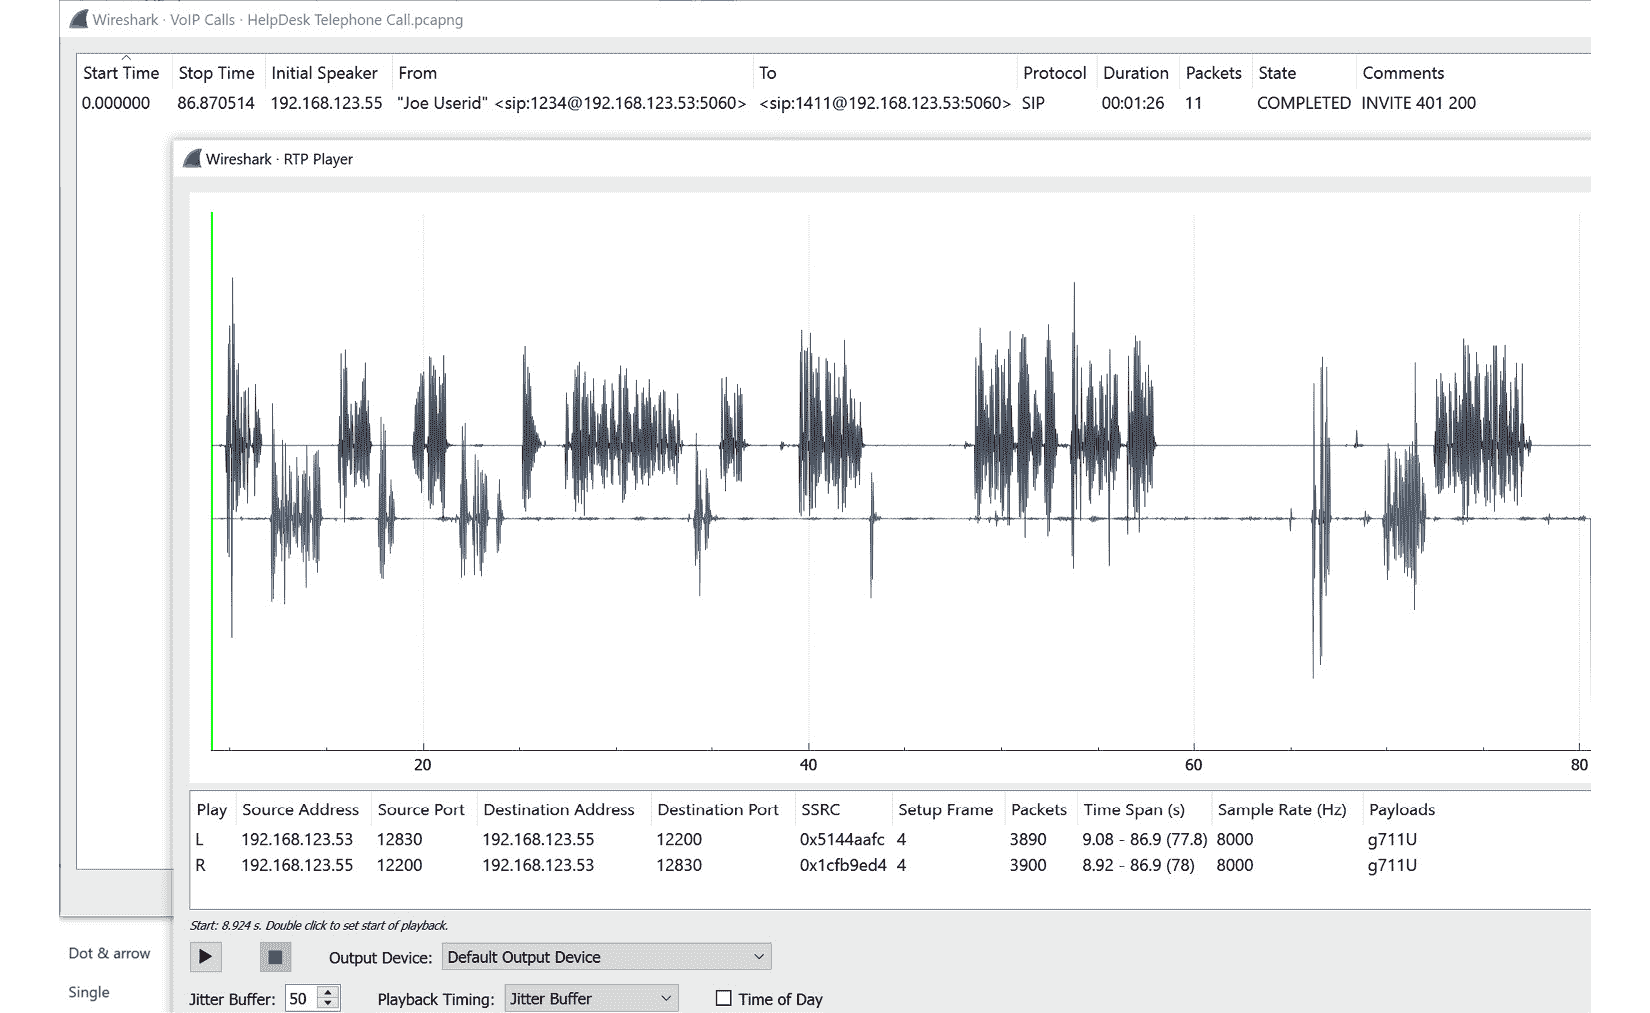 Wireshark · VoIP Calls · HelpDesk Telephone Call.pcapng
Start Time Stop Time Initial Speaker From To Protocol Duration Packets State Comments
0.000000 86.870514 192.168.123.55 "Joe Userid" <sip:1234@192.168.123.53:5060> <sip:1411@192.168.123.53:5060> SIP 00:01:26 11 COMPLETED INVITE 401 200
Wireshark · RTP Player
20 40 60 80
Play Source Address Source Port Destination Address Destination Port SSRC Setup Frame Packets Time Span (s) Sample Rate (Hz) Payloads
L 192.168.123.53 12830 192.168.123.55 12200 0x5144aafc 4 3890 9.08 - 86.9 (77.8) 8000 g711U
R 192.168.123.55 12200 192.168.123.53 12830 0x1cfb9ed4 4 3900 8.92 - 86.9 (78) 8000 g711U
Start: 8.924 s. Double click to set start of playback.
Dot & arrow
Output Device: Default Output Device
Single
Jitter Buffer: 50 Playback Timing: Jitter Buffer Time of Day